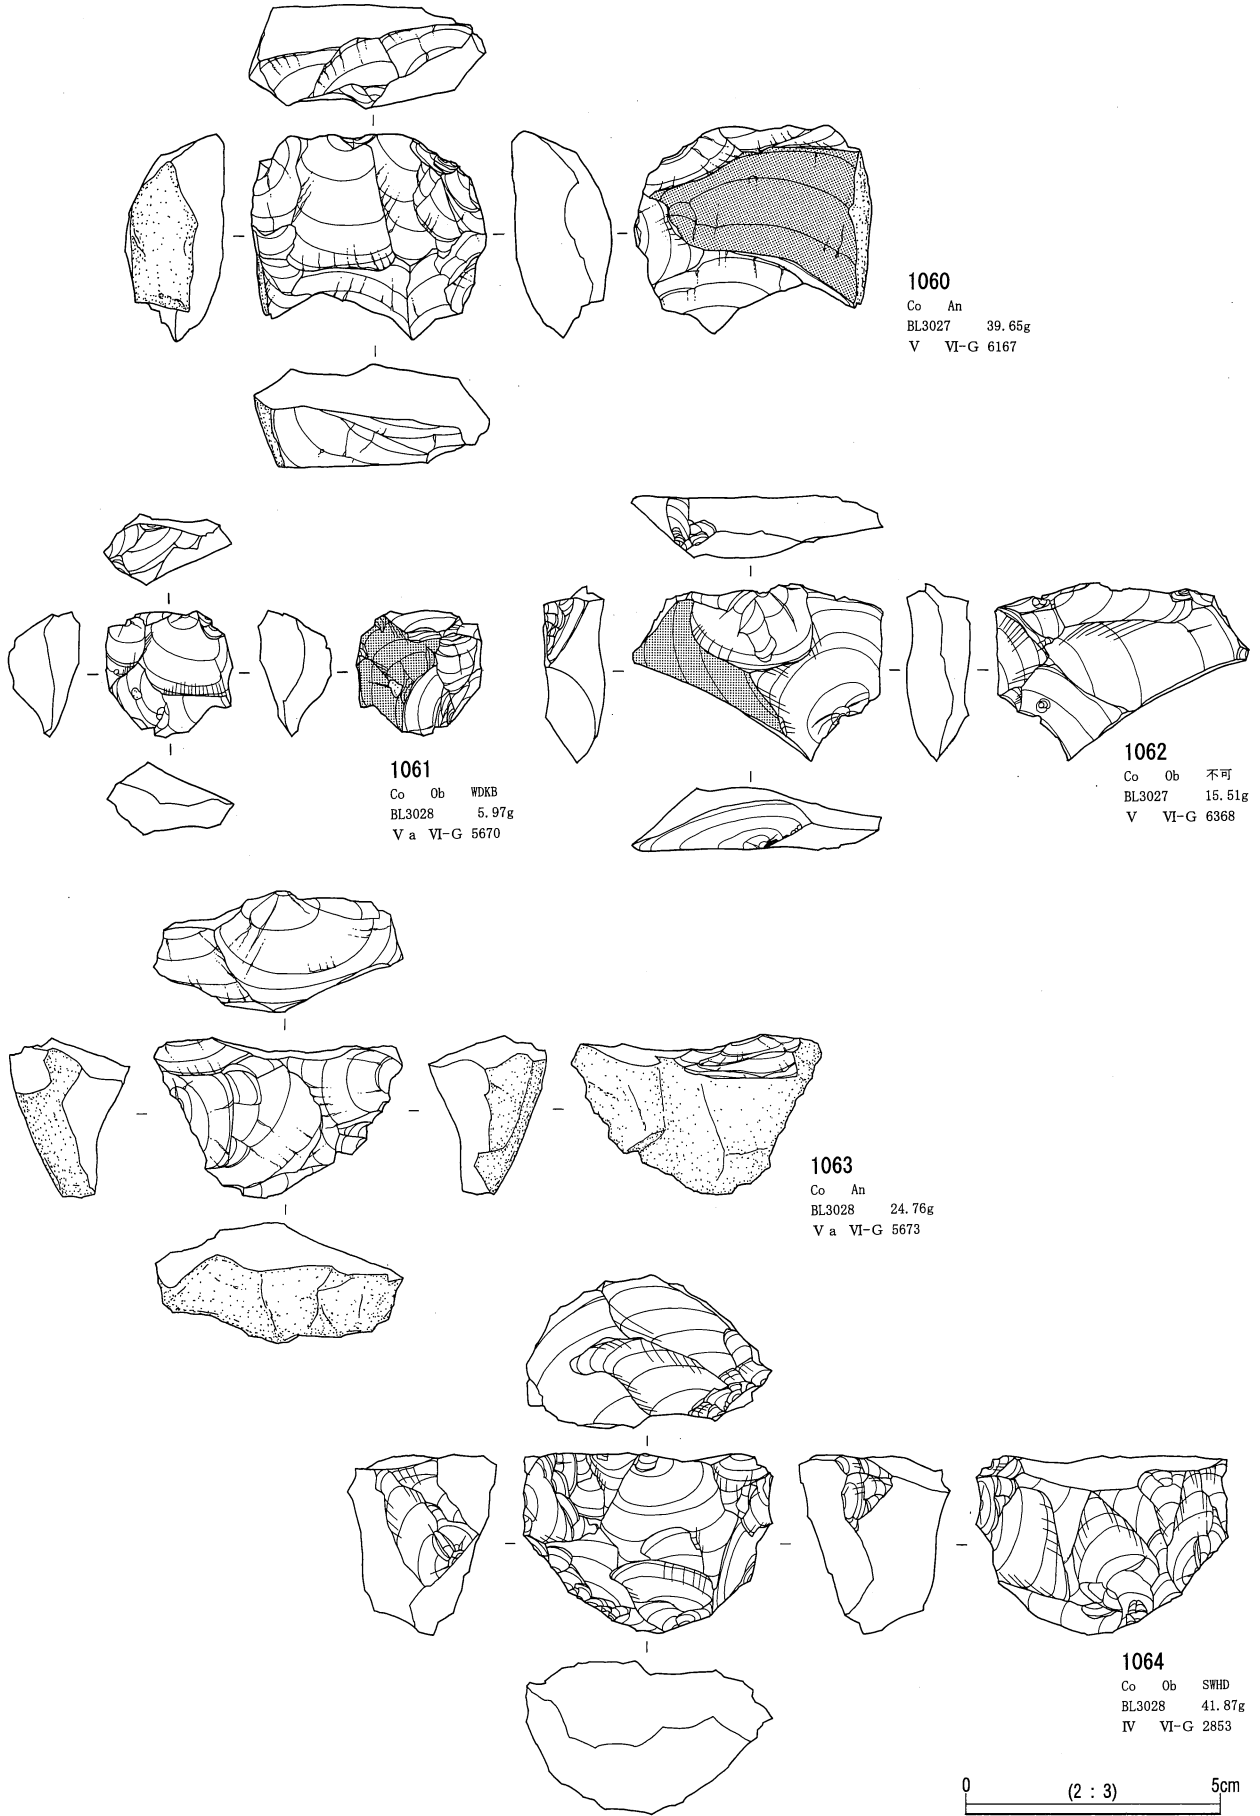 1060
Co An
BL3027 39.65g
Ⅴ Ⅵ-G 6167
1061
Co Ob WDKB
BL3028 5.97g
Ⅴa Ⅵ-G 5670
1062
Co Ob 不可
BL3027 15.51g
Ⅴ Ⅵ-G 6368
1063
Co An
BL3028 24.76g
Ⅴa Ⅵ-G 5673
1064
Co Ob SWHD
BL3028 41.87g
Ⅳ Ⅵ-G 2853
0 (2 : 3) 5cm